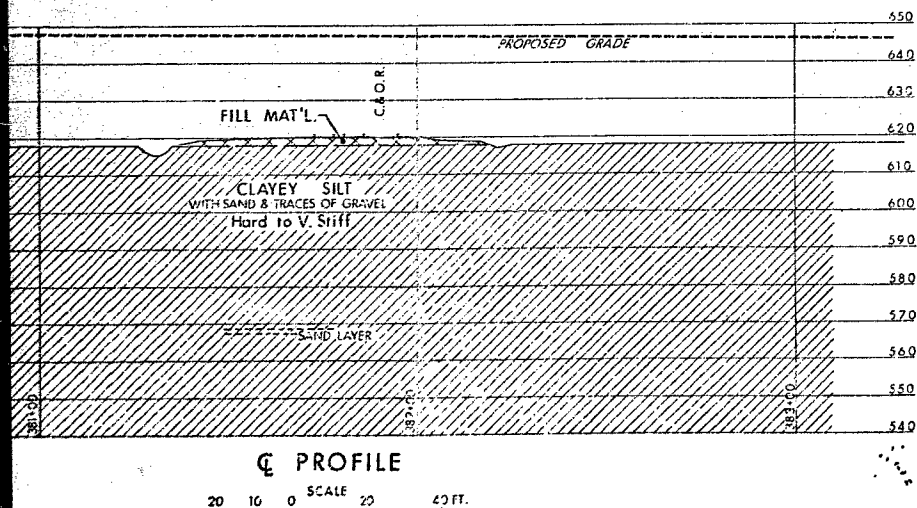 650
PROPOSED GRADE
640
C.&O.R.
630
FILL MAT'L.
620
610
CLAYEY SILT
WITH SAND & TRACES OF GRAVEL
Hard to V. Stiff
600
590
580
570
SAND LAYER
560
550
381+00
382+00
383+00
540
℄ PROFILE
SCALE
20 10 0 20 40 FT.